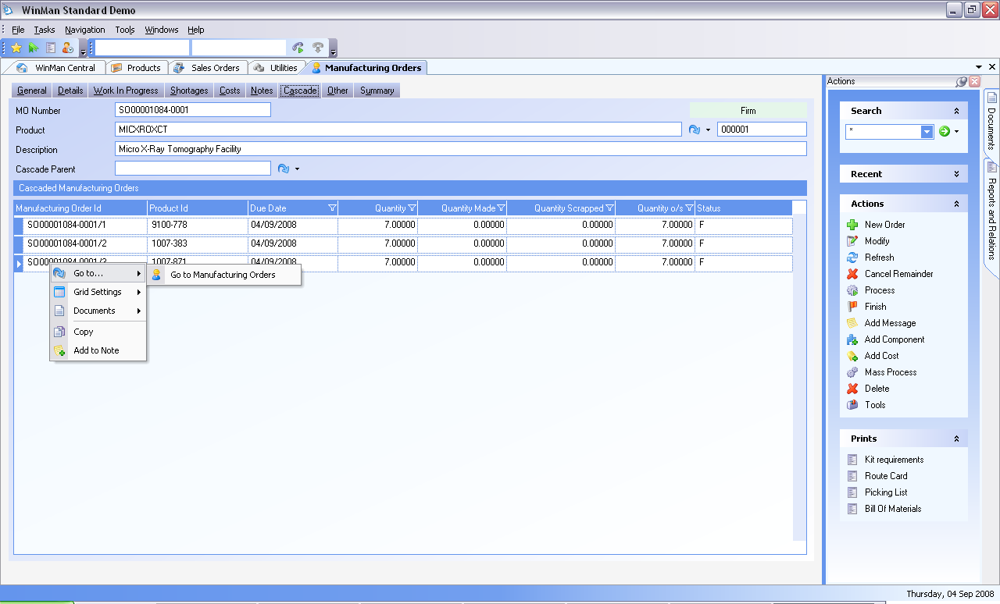 WinMan Standard Demo
File Tasks Navigation Tools Windows Help
WinMan Central Products Sales Orders Utilities Manufacturing Orders
General Details Work In Progress Shortages Costs Notes Cascade Other Summary
MO Number SO00001084-0001 Firm
Product MICXROXCT 000001
Description Micro X-Ray Tomography Facility
Cascade Parent
Cascaded Manufacturing Orders
Manufacturing Order Id Product Id Due Date Quantity Quantity Made Quantity Scrapped Quantity o/s Status
SO00001084-0001/1 9100-778 04/09/2008 7.00000 0.00000 0.00000 7.00000 F
SO00001084-0001/2 1007-383 04/09/2008 7.00000 0.00000 0.00000 7.00000 F
SO00001084-0001/3 1007-871 04/09/2008 7.00000 0.00000 0.00000 7.00000 F
Go to... Go to Manufacturing Orders
Grid Settings
Documents
Copy
Add to Note
Actions
Search
*
Recent
Actions
New Order
Modify
Refresh
Cancel Remainder
Process
Finish
Add Message
Add Component
Add Cost
Mass Process
Delete
Tools
Prints
Kit requirements
Route Card
Picking List
Bill Of Materials
Documents
Reports and Relations
Thursday, 04 Sep 2008